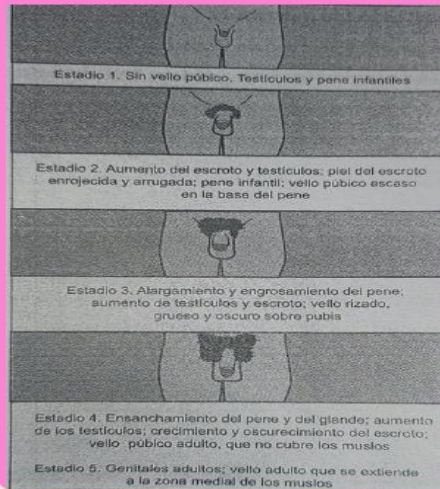 Estadio 1. Sin vello púbico. Testículos y pene infantiles
Estadio 2. Aumento del escroto y testículos; piel del escroto
enrojecida y arrugada; pene infantil; vello púbico escaso
en la base del pene
Estadio 3. Alargamiento y engrosamiento del pene;
aumento de testículos y escroto; vello rizado,
grueso y oscuro sobre pubis
Estadio 4. Ensanchamiento del pene y del glande; aumento
de los testículos; crecimiento y oscurecimiento del escroto;
vello púbico adulto, que no cubre los muslos
Estadio 5. Genitales adultos; vello adulto que se extiende
a la zona medial de los muslos